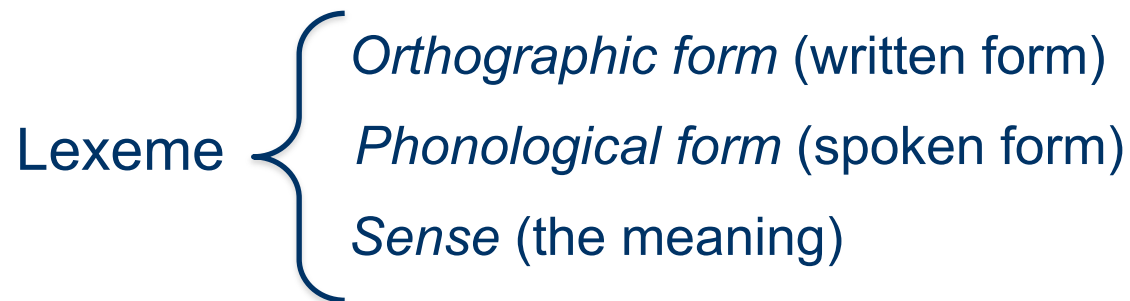 Orthographic form (written form)
Lexeme
Phonological form (spoken form)
Sense (the meaning)